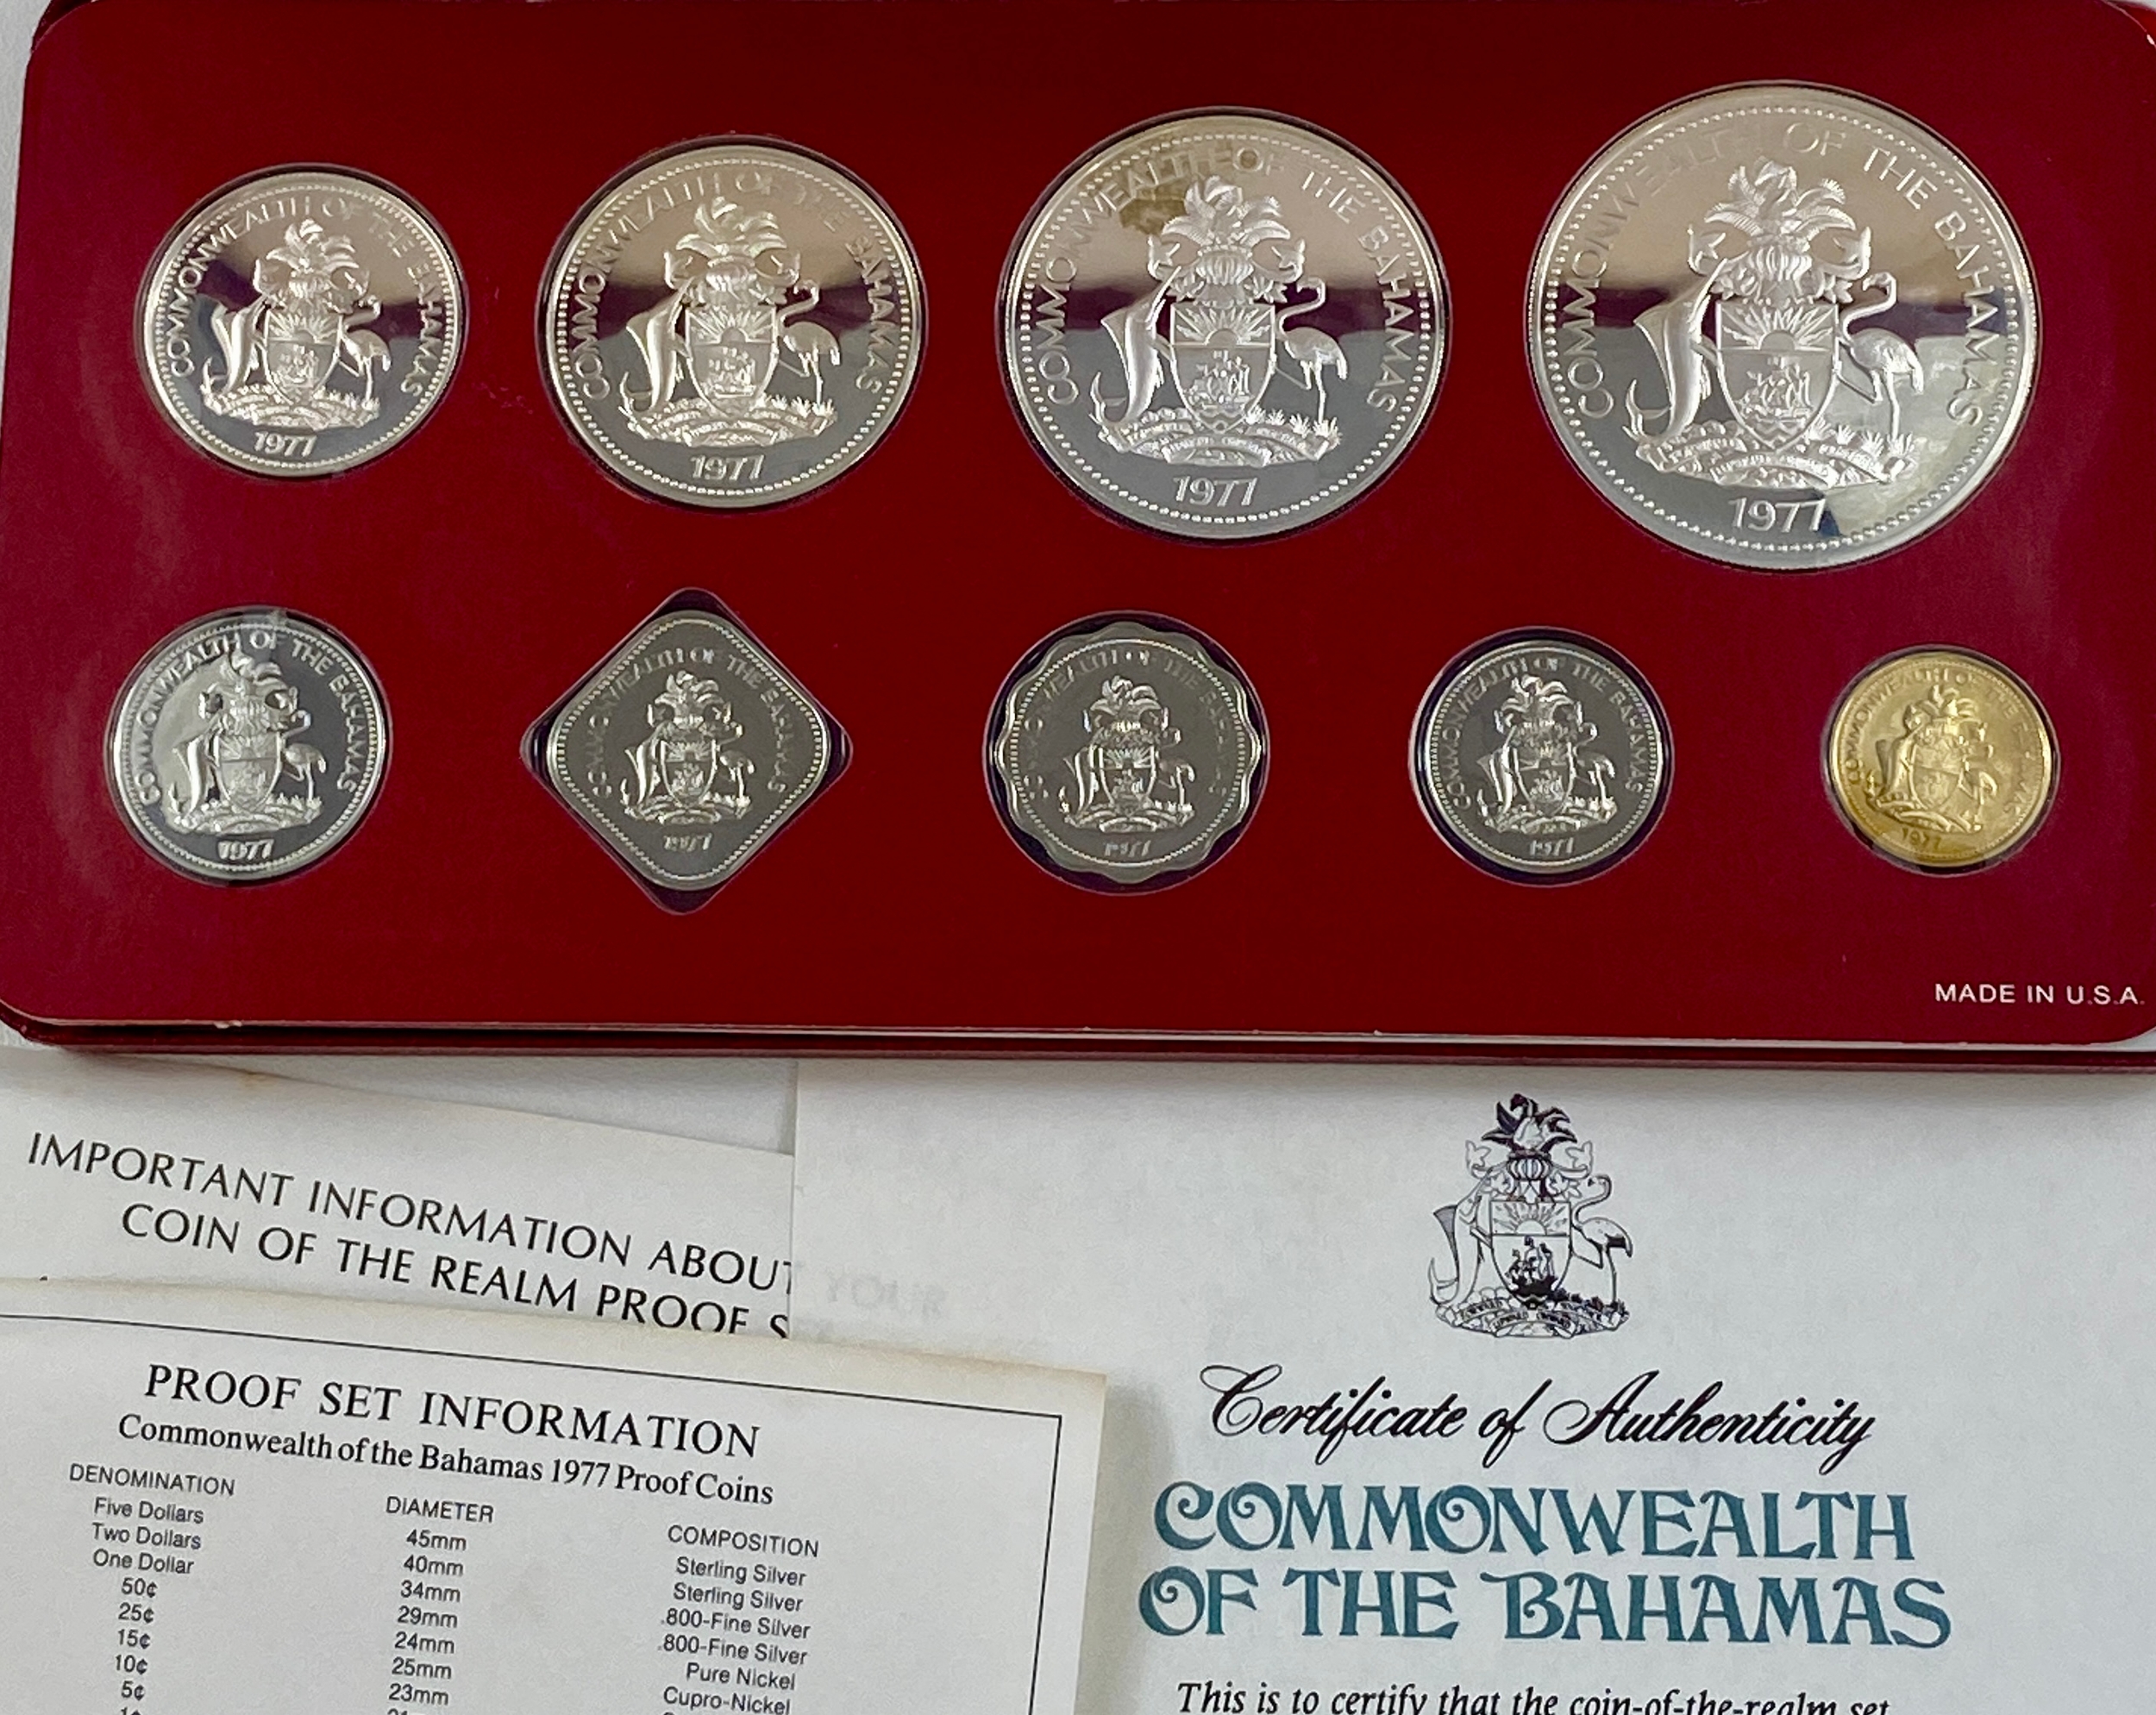 COMMONWEALTH OF THE BAHAMAS
1977
COMMONWEALTH OF THE BAHAMAS
1977
COMMONWEALTH OF THE BAHAMAS
1977
COMMONWEALTH OF THE BAHAMAS
1977
COMMONWEALTH OF THE BAHAMAS
1977
COMMONWEALTH OF THE BAHAMAS
1977
COMMONWEALTH OF THE BAHAMAS
1977
COMMONWEALTH OF THE BAHAMAS
1977
COMMONWEALTH OF THE BAHAMAS
1977
MADE IN U.S.A.
IMPORTANT INFORMATION ABOUT YOUR
COIN OF THE REALM PROOF S
PROOF SET INFORMATION
Commonwealth of the Bahamas 1977 Proof Coins
DENOMINATION DIAMETER COMPOSITION
Five Dollars 45mm Sterling Silver
Two Dollars 40mm Sterling Silver
One Dollar 34mm .800-Fine Silver
50¢ 29mm .800-Fine Silver
25¢ 24mm Pure Nickel
15¢ 25mm Cupro-Nickel
10¢ 23mm
5¢
1¢
Certificate of Authenticity
COMMONWEALTH
OF THE BAHAMAS
This is to certify that the coin-of-the-realm set